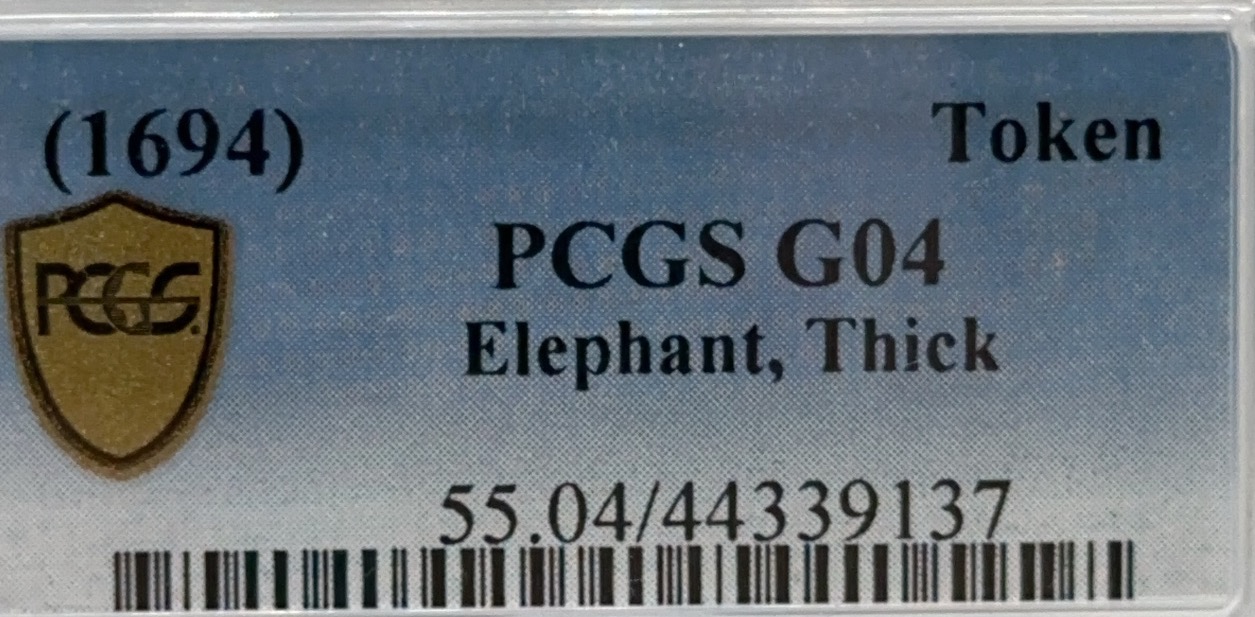 (1694) Token
PCGS G04
PCGS.
Elephant, Thick
55.04/44339137